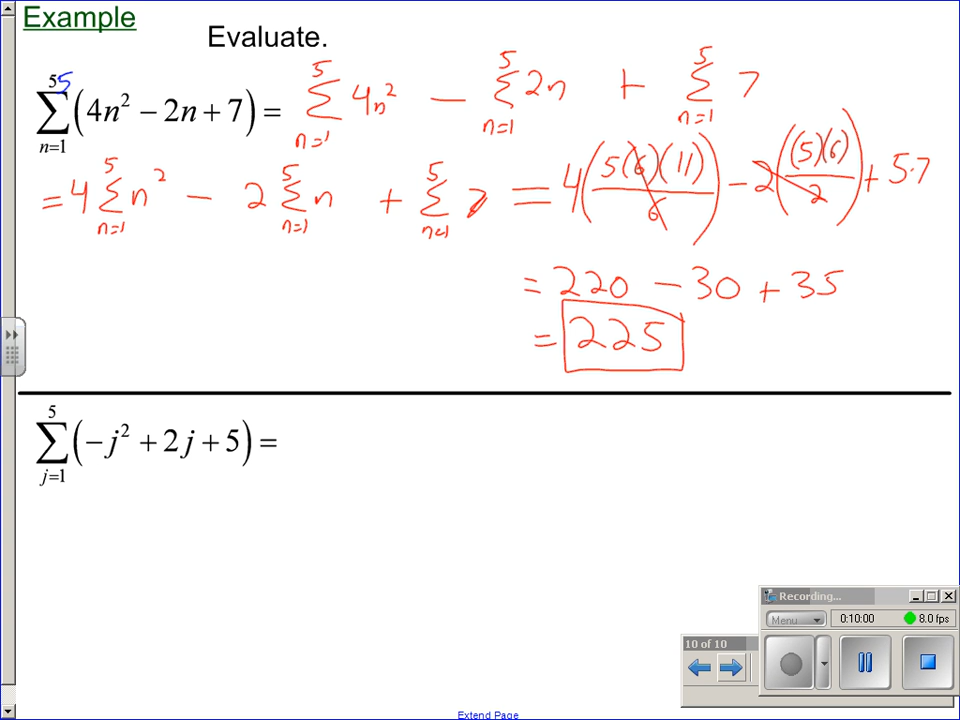 Example
Evaluate.
5 5 5 5 5
∑ (4n² − 2n + 7) = ∑ 4n² − ∑ 2n + ∑ 7
n=1 n=1 n=1 n=1
5 5 5
= 4 ∑ n² − 2 ∑ n + ∑ 7 = 4(5(6)(11)/6) − 2((5)(6)/2) + 5·7
n=1 n=1 n=1
= 220 − 30 + 35
= 225
5
∑ (−j² + 2j + 5) =
j=1
Recording...
Menu 0:10:00 8.0 fps
10 of 10
Extend Page